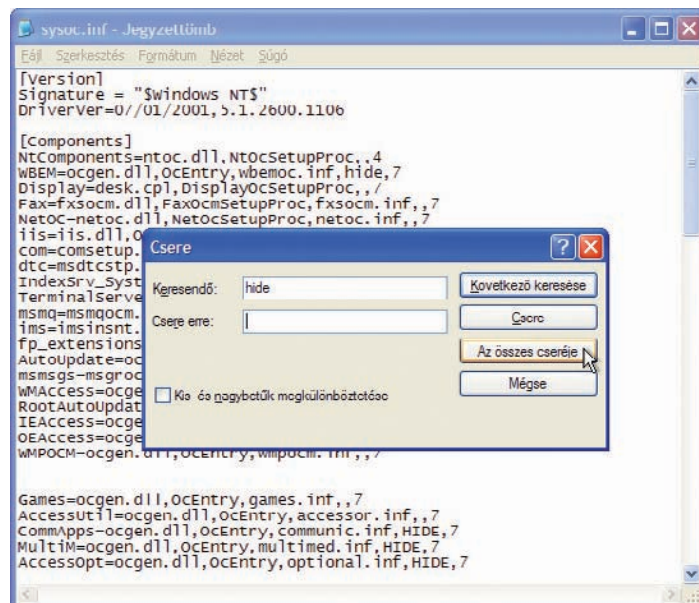 sysoc.inf - Jegyzettömb
Fájl Szerkesztés Formátum Nézet Súgó
[Version]
Signature = "$Windows NT$"
DriverVer=07/01/2001,5.1.2600.1106
[Components]
NtComponents=ntoc.dll,NtOcSetupProc,,4
WBEM=ocgen.dll,OcEntry,wbemoc.inf,hide,7
Display=desk.cpl,DisplayOcSetupProc,,7
Fax=fxsocm.dll,FaxOcmSetupProc,fxsocm.inf,,7
NetOC=netoc.dll,NetOcSetupProc,netoc.inf,,7
iis=iis.dll,O
com=comsetup.
dtc=msdtcstp.
IndexSrv_Syst
TerminalServe
msmq=msmqocm.
ims=imsinsnt.
fp_extensions
AutoUpdate=oc
msmsgs=msgroc
WMAccess=ocge
RootAutoUpdat
IEAccess=ocge
OEAccess=ocge
WMPOCM=ocgen.dll,OcEntry,wmpocm.inf,,7
Games=ocgen.dll,OcEntry,games.inf,,7
AccessUtil=ocgen.dll,OcEntry,accessor.inf,,7
CommApps=ocgen.dll,OcEntry,communic.inf,HIDE,7
MultiM=ocgen.dll,OcEntry,multimed.inf,HIDE,7
AccessOpt=ocgen.dll,OcEntry,optional.inf,HIDE,7
Csere
Keresendő: hide
Következő keresése
Csere erre:
Csere
Az összes cseréje
Mégse
Kis- és nagybetűk megkülönböztetése